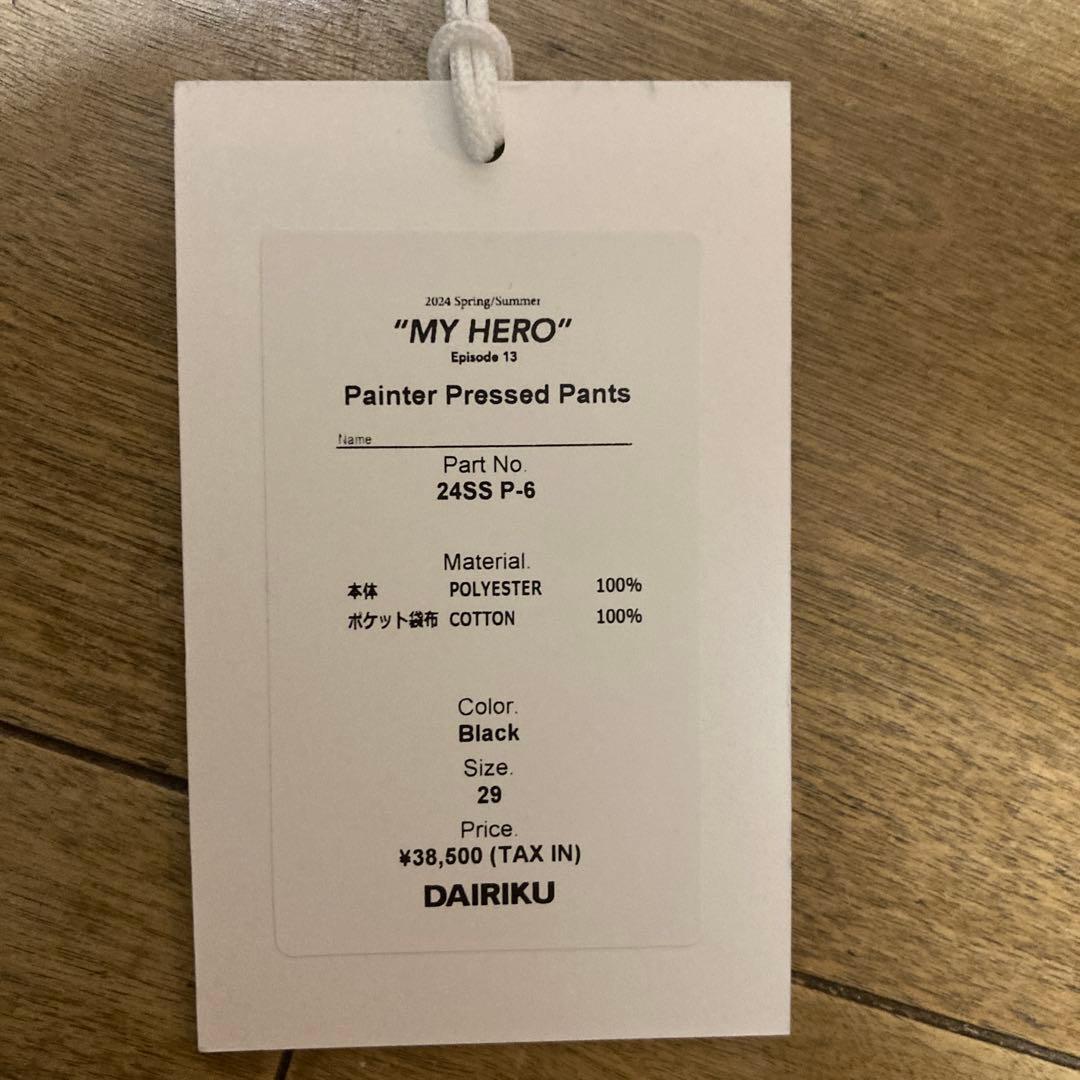 2024 Spring/Summer
“MY HERO”
Episode 13
Painter Pressed Pants
Name
Part No.
24SS P-6
Material.
本体 POLYESTER 100%
ポケット袋布 COTTON 100%
Color.
Black
Size.
29
Price.
¥38,500 (TAX IN)
DAIRIKU